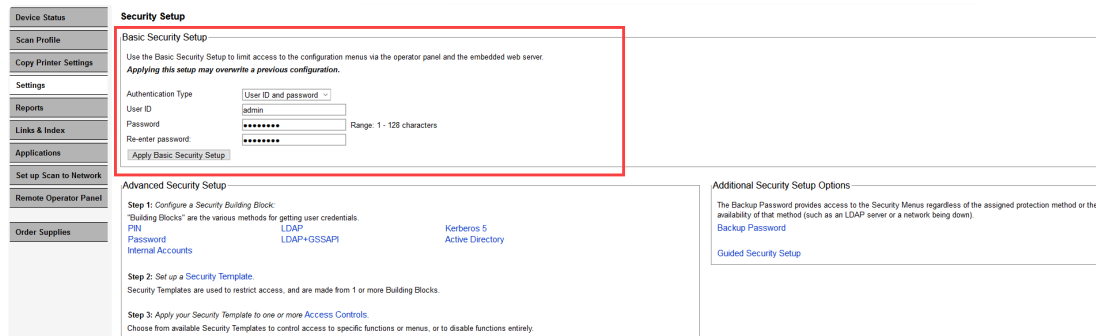 Device Status
Scan Profile
Copy Printer Settings
Settings
Reports
Links & Index
Applications
Set up Scan to Network
Remote Operator Panel
Order Supplies
Security Setup
Basic Security Setup
Use the Basic Security Setup to limit access to the configuration menus via the operator panel and the embedded web server.
Applying this setup may overwrite a previous configuration.
Authentication Type User ID and password
User ID admin
Password •••••••• Range: 1 - 128 characters
Re-enter password: ••••••••
Apply Basic Security Setup
Advanced Security Setup
Step 1: Configure a Security Building Block:
"Building Blocks" are the various methods for getting user credentials.
PIN LDAP Kerberos 5
Password LDAP+GSSAPI Active Directory
Internal Accounts
Step 2: Set up a Security Template.
Security Templates are used to restrict access, and are made from 1 or more Building Blocks.
Step 3: Apply your Security Template to one or more Access Controls.
Choose from available Security Templates to control access to specific functions or menus, or to disable functions entirely.
Additional Security Setup Options
The Backup Password provides access to the Security Menus regardless of the assigned protection method or the
availability of that method (such as an LDAP server or a network being down).
Backup Password
Guided Security Setup